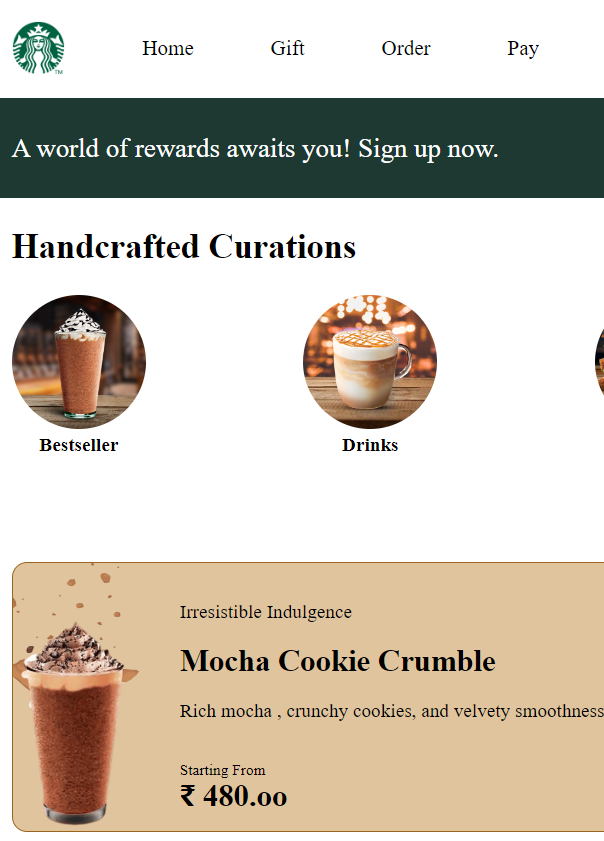 Home Gift Order Pay
TM
A world of rewards awaits you! Sign up now.
Handcrafted Curations
Bestseller Drinks
Irresistible Indulgence
Mocha Cookie Crumble
Rich mocha , crunchy cookies, and velvety smoothness
Starting From
₹ 480.oo